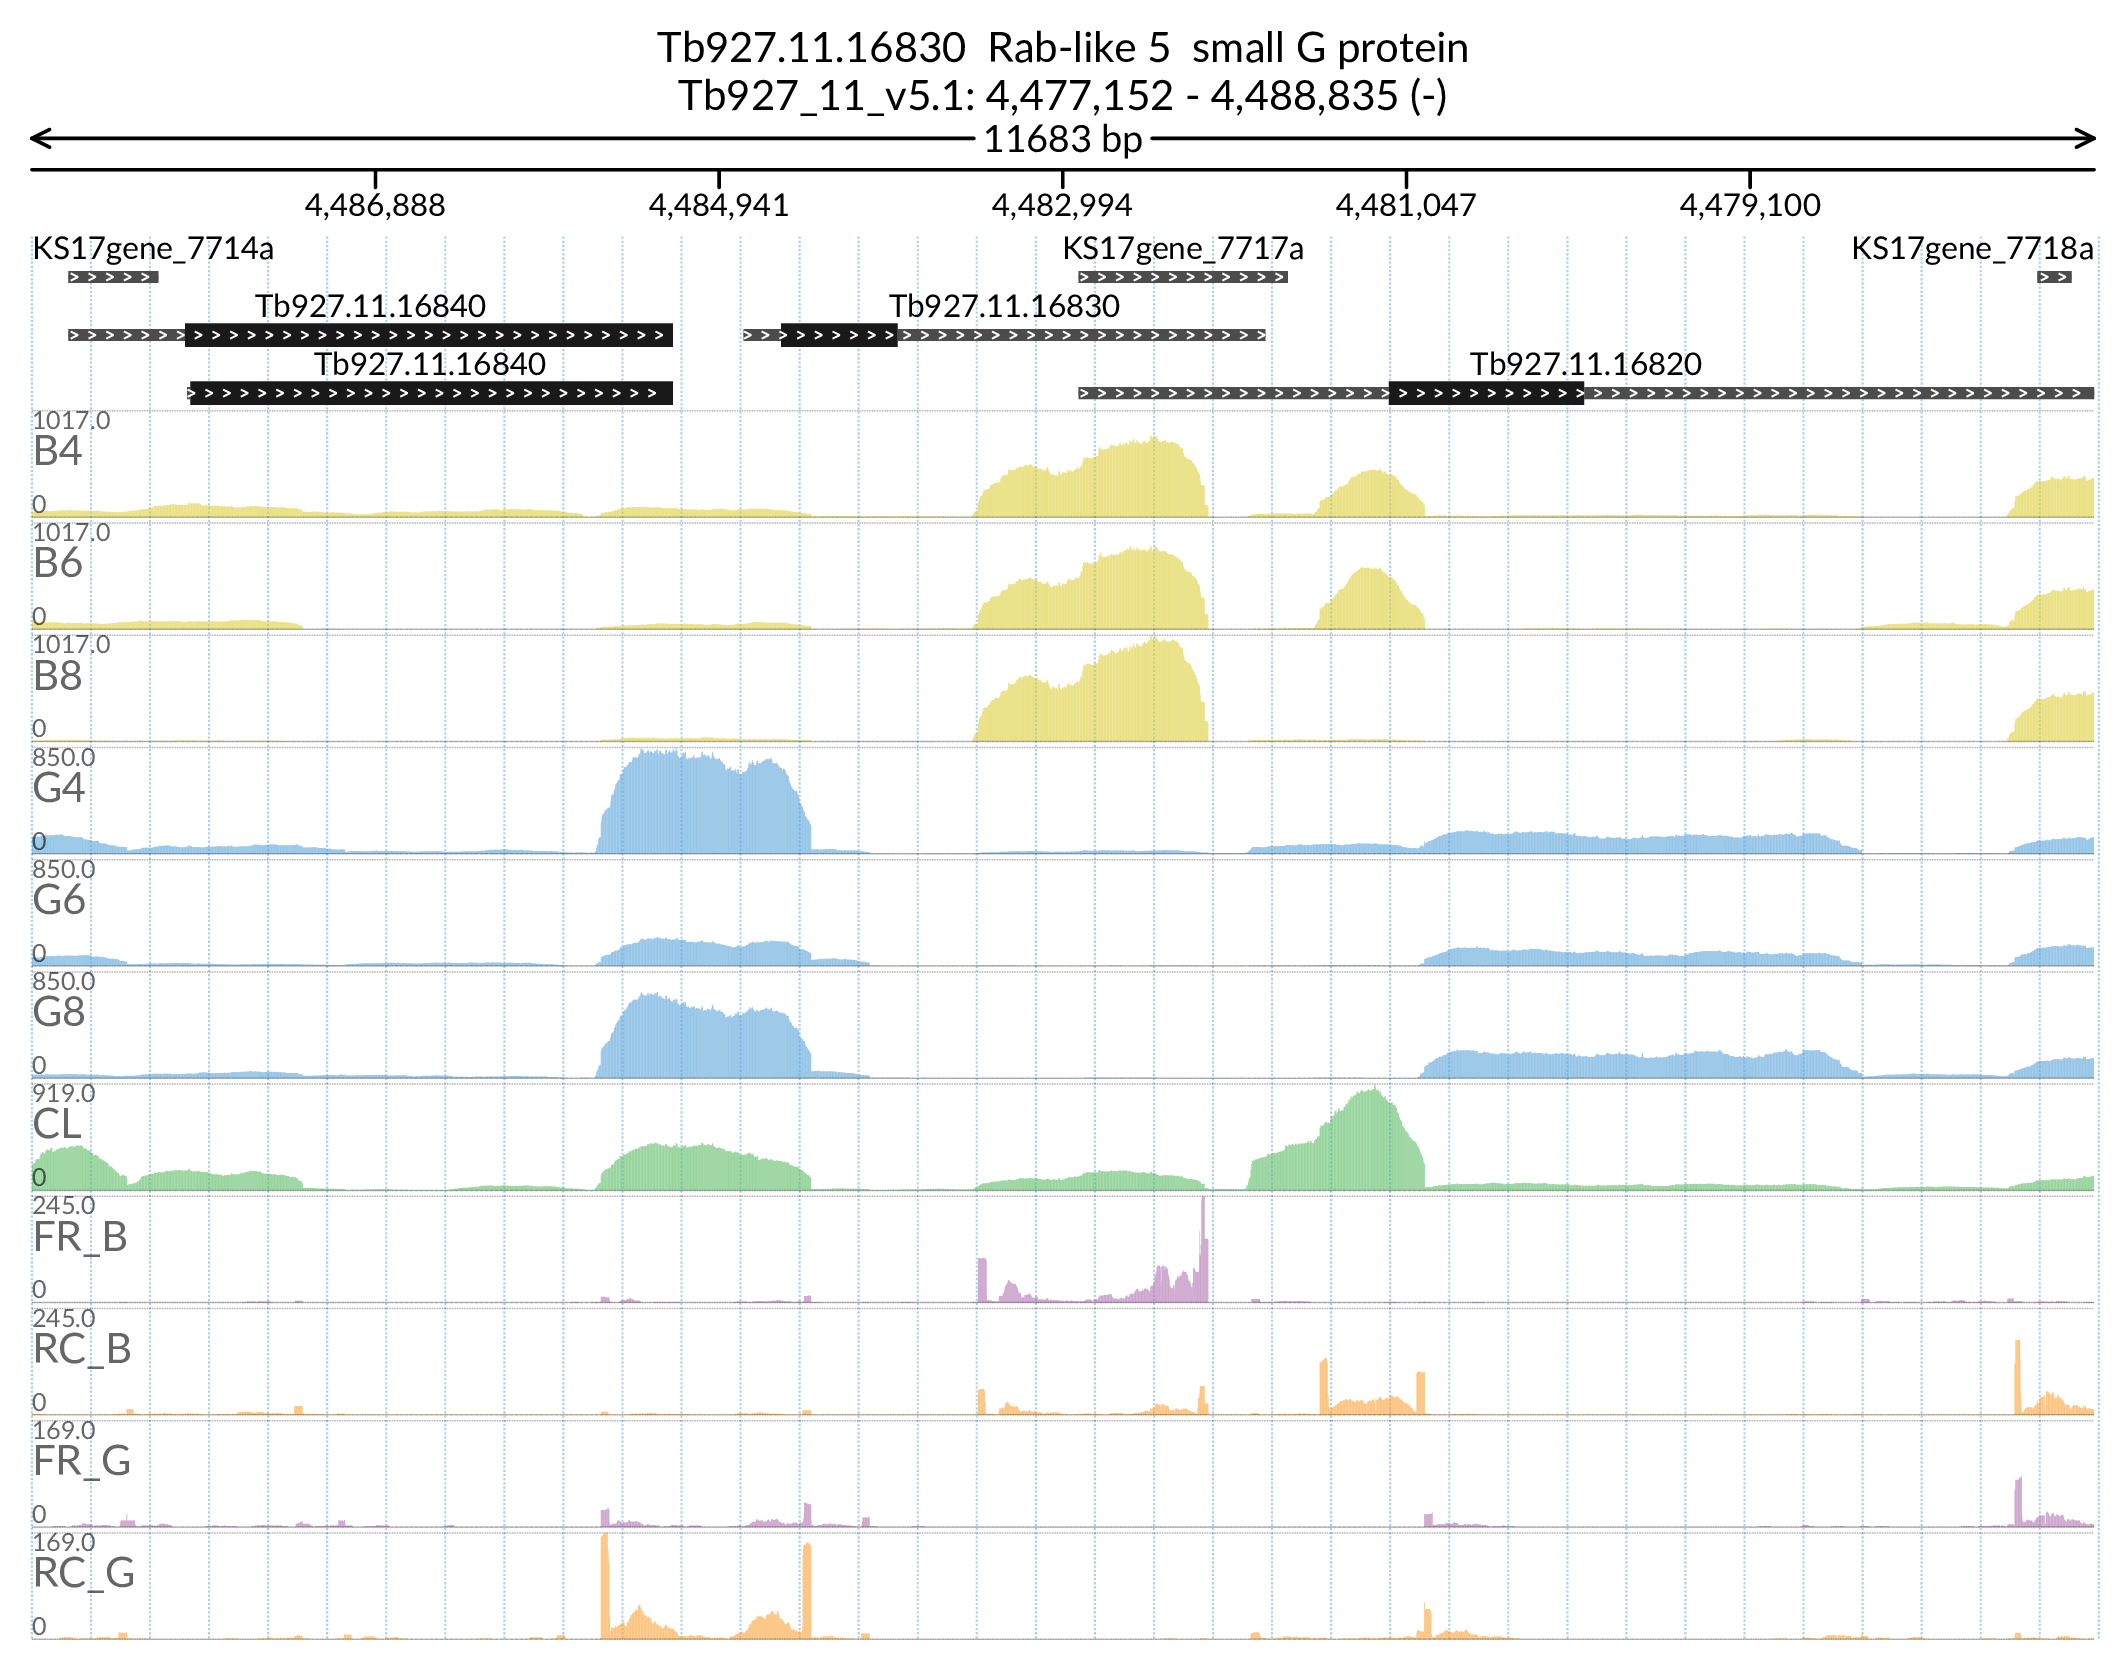 Tb927.11.16830  Rab-like 5  small G protein
Tb927_11_v5.1: 4,477,152 - 4,488,835 (-)
11683 bp
4,486,888 4,484,941 4,482,994 4,481,047 4,479,100
KS17gene_7714a KS17gene_7717a KS17gene_7718a
Tb927.11.16840 Tb927.11.16830
Tb927.11.16840 Tb927.11.16820
1017.0
B4
0
1017.0
B6
0
1017.0
B8
0
850.0
G4
0
850.0
G6
0
850.0
G8
0
919.0
CL
0
245.0
FR_B
0
245.0
RC_B
0
169.0
FR_G
0
169.0
RC_G
0